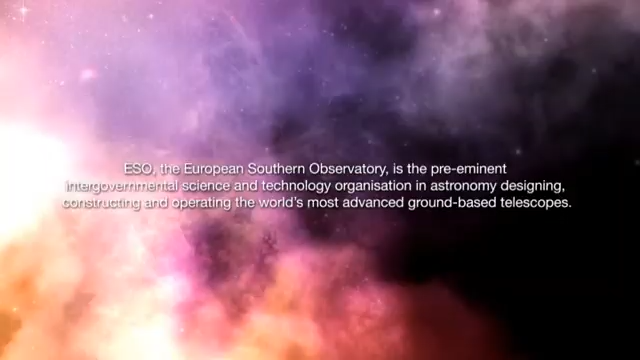 ESO, the European Southern Observatory, is the pre-eminent
intergovernmental science and technology organisation in astronomy designing,
constructing and operating the world's most advanced ground-based telescopes.